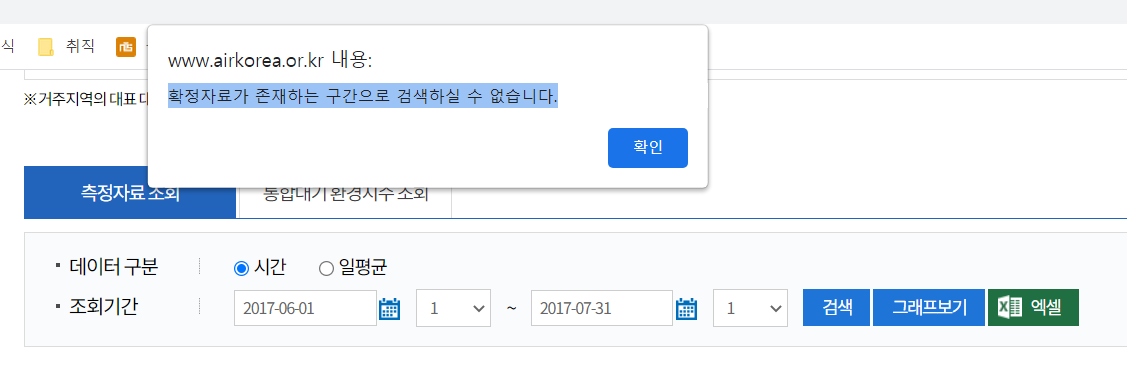 식 취직
www.airkorea.or.kr 내용:
확정자료가 존재하는 구간으로 검색하실 수 없습니다.
※거주지역의 대표
확인
측정자료 조회 통합대기 환경지수 조회
데이터 구분 시간 일평균
조회기간 2017-06-01 1 ~ 2017-07-31 1 검색 그래프보기 엑셀